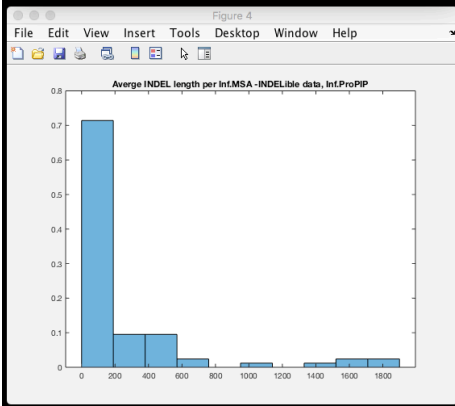 Figure 4
File Edit View Insert Tools Desktop Window Help
Averge INDEL length per Inf.MSA -INDELible data, Inf.ProPIP
0.8
0.7
0.6
0.5
0.4
0.3
0.2
0.1
0
0 200 400 600 800 1000 1200 1400 1600 1800